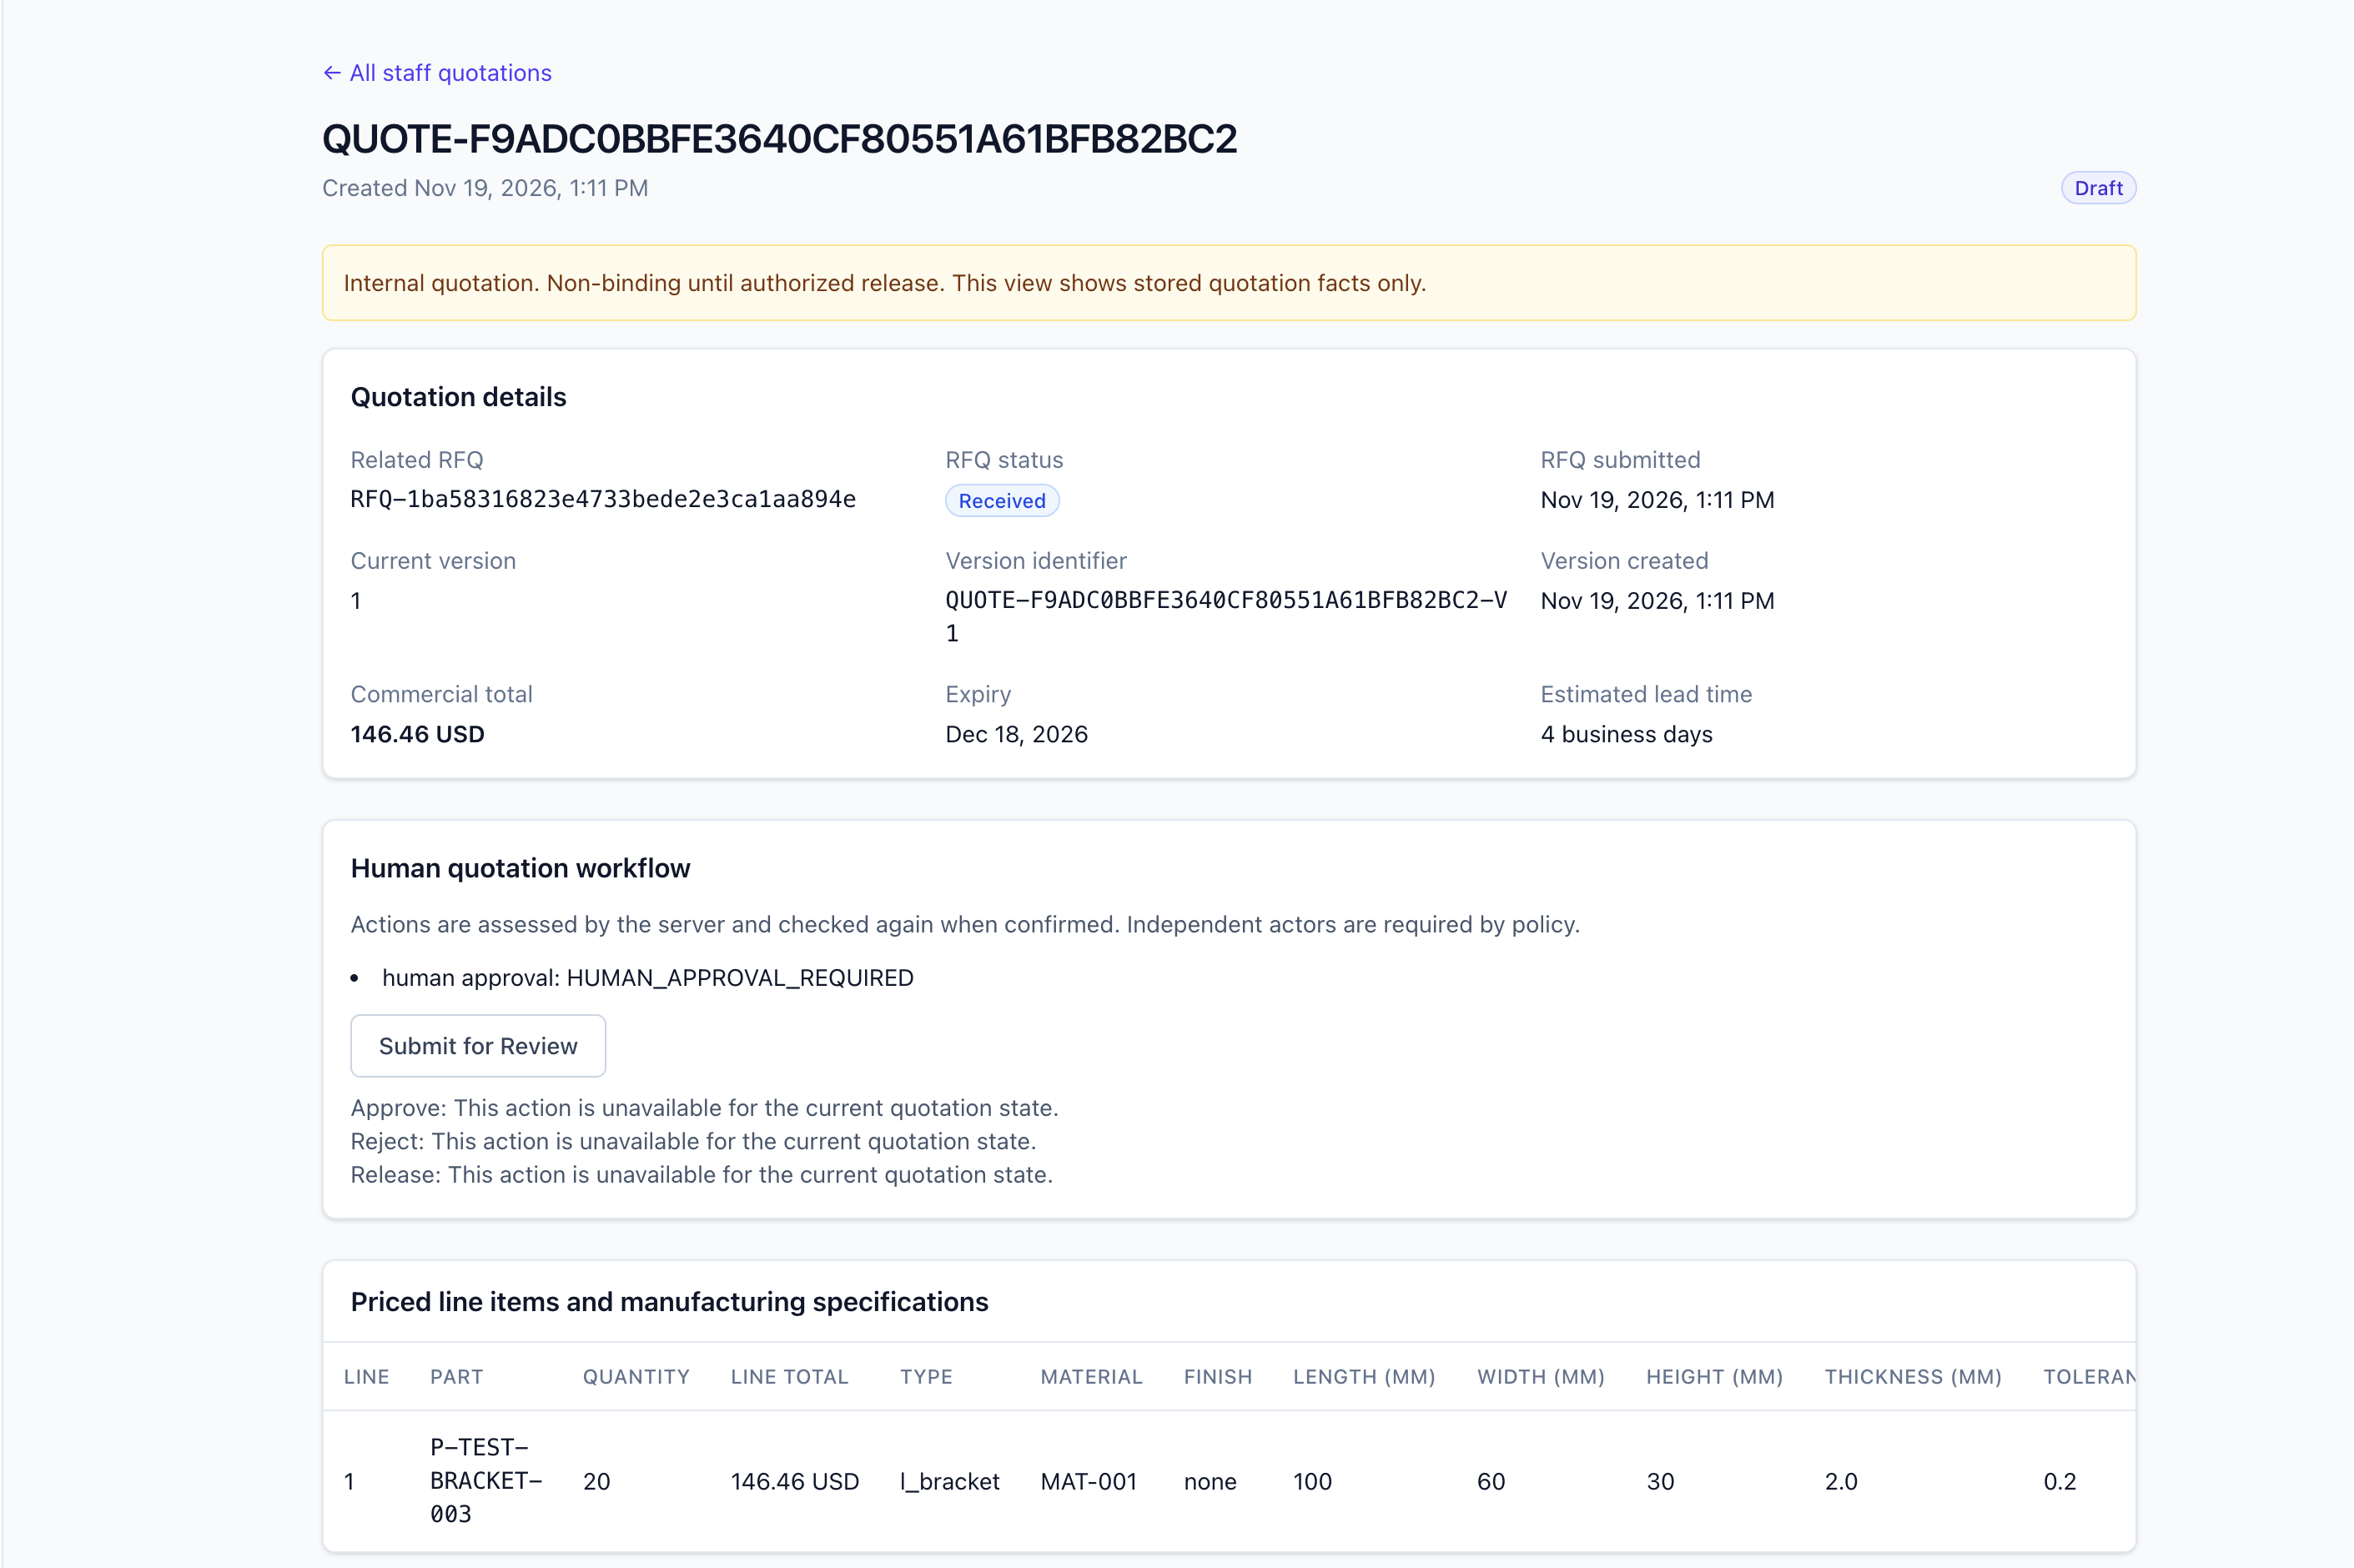 ← All staff quotations
QUOTE-F9ADC0BBFE3640CF80551A61BFB82BC2
Created Nov 19, 2026, 1:11 PM
Draft
Internal quotation. Non-binding until authorized release. This view shows stored quotation facts only.
Quotation details
Related RFQ
RFQ-1ba58316823e4733bede2e3ca1aa894e
RFQ status
Received
RFQ submitted
Nov 19, 2026, 1:11 PM
Current version
1
Version identifier
QUOTE-F9ADC0BBFE3640CF80551A61BFB82BC2-V
1
Version created
Nov 19, 2026, 1:11 PM
Commercial total
146.46 USD
Expiry
Dec 18, 2026
Estimated lead time
4 business days
Human quotation workflow
Actions are assessed by the server and checked again when confirmed. Independent actors are required by policy.
• human approval: HUMAN_APPROVAL_REQUIRED
Submit for Review
Approve: This action is unavailable for the current quotation state.
Reject: This action is unavailable for the current quotation state.
Release: This action is unavailable for the current quotation state.
Priced line items and manufacturing specifications
LINE PART QUANTITY LINE TOTAL TYPE MATERIAL FINISH LENGTH (MM) WIDTH (MM) HEIGHT (MM) THICKNESS (MM) TOLERAN
1 P-TEST-
BRACKET-
003 20 146.46 USD l_bracket MAT-001 none 100 60 30 2.0 0.2